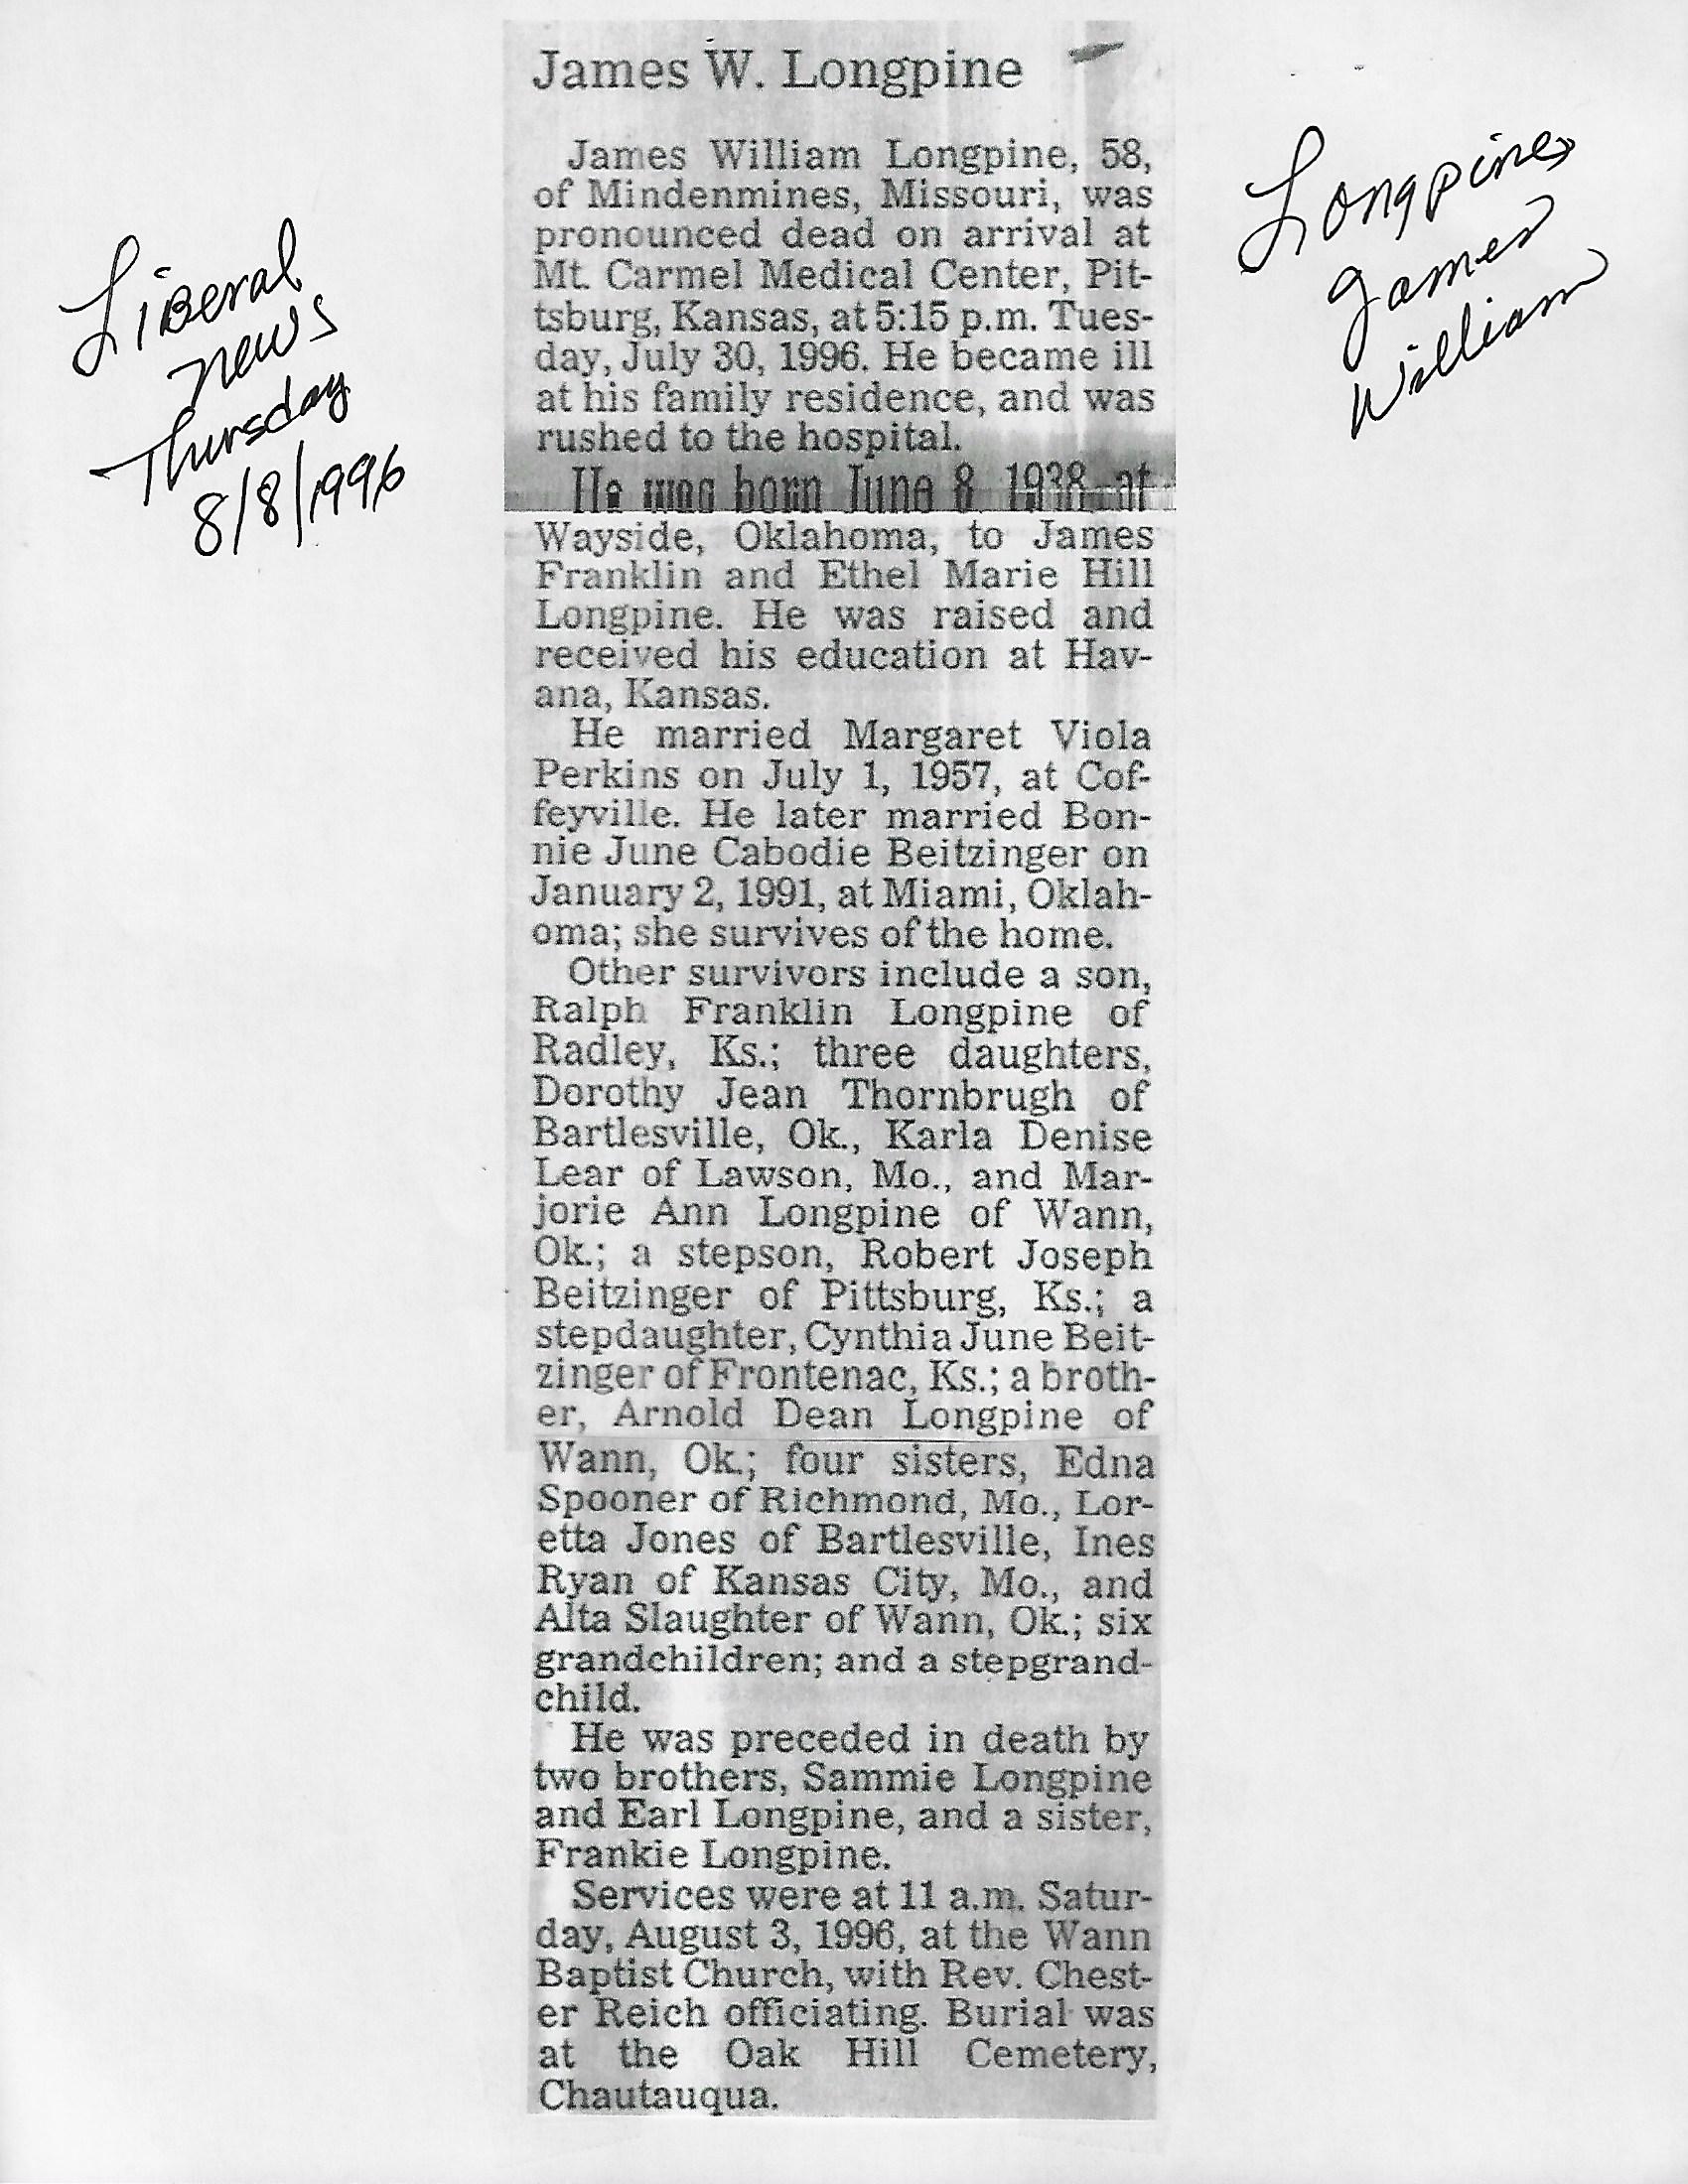 James W. Longpine
James William Longpine, 58,
of Mindenmines, Missouri, was
pronounced dead on arrival at
Mt. Carmel Medical Center, Pit-
tsburg, Kansas, at 5:15 p.m. Tues-
day, July 30, 1996. He became ill
at his family residence, and was
rushed to the hospital.
He was born June 8, 1938, at
Wayside, Oklahoma, to James
Franklin and Ethel Marie Hill
Longpine. He was raised and
received his education at Hav-
ana, Kansas.
He married Margaret Viola
Perkins on July 1, 1957, at Cof-
feyville. He later married Bon-
nie June Cabodie Beitzinger on
January 2, 1991, at Miami, Oklah-
oma; she survives of the home.
Other survivors include a son,
Ralph Franklin Longpine of
Radley, Ks.; three daughters,
Dorothy Jean Thornbrugh of
Bartlesville, Ok., Karla Denise
Lear of Lawson, Mo., and Mar-
jorie Ann Longpine of Wann,
Ok.; a stepson, Robert Joseph
Beitzinger of Pittsburg, Ks.; a
stepdaughter, Cynthia June Beit-
zinger of Frontenac, Ks.; a broth-
er, Arnold Dean Longpine of
Wann, Ok.; four sisters, Edna
Spooner of Richmond, Mo., Lor-
etta Jones of Bartlesville, Ines
Ryan of Kansas City, Mo., and
Alta Slaughter of Wann, Ok.; six
grandchildren; and a stepgrand-
child.
He was preceded in death by
two brothers, Sammie Longpine
and Earl Longpine, and a sister,
Frankie Longpine.
Services were at 11 a.m. Satur-
day, August 3, 1996, at the Wann
Baptist Church, with Rev. Chest-
er Reich officiating. Burial was
at the Oak Hill Cemetery,
Chautauqua.
Liberal
News
Thursday
8/8/1996
Longpine,
James
William